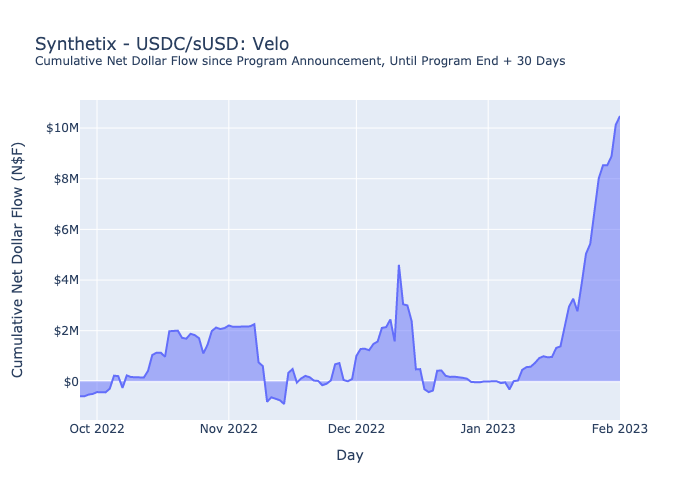 Synthetix - USDC/sUSD: Velo
Cumulative Net Dollar Flow since Program Announcement, Until Program End + 30 Days
Cumulative Net Dollar Flow (N$F)
$10M
$8M
$6M
$4M
$2M
$0
Oct 2022
Nov 2022
Dec 2022
Jan 2023
Feb 2023
Day